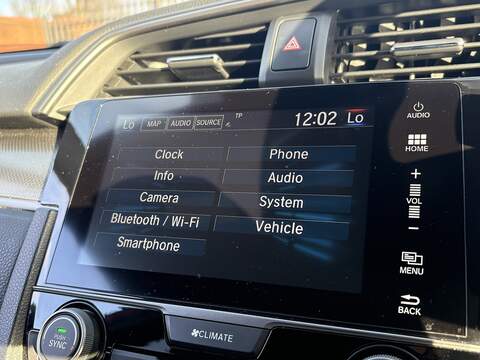 Lo MAP AUDIO SOURCE TP 12:02 Lo
Clock Phone
Info Audio
Camera System
Bluetooth / Wi-Fi Vehicle
Smartphone
AUDIO
HOME
+
VOL
−
MENU
BACK
PUSH
SYNC
CLIMATE